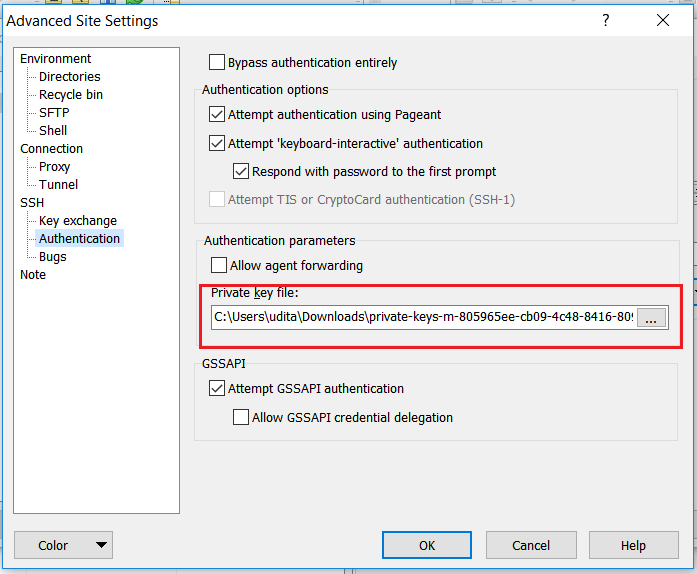 Advanced Site Settings
?
Environment
Directories
Recycle bin
SFTP
Shell
Connection
Proxy
Tunnel
SSH
Key exchange
Authentication
Bugs
Note
Bypass authentication entirely
Authentication options
Attempt authentication using Pageant
Attempt 'keyboard-interactive' authentication
Respond with password to the first prompt
Attempt TIS or CryptoCard authentication (SSH-1)
Authentication parameters
Allow agent forwarding
Private key file:
C:\Users\udita\Downloads\private-keys-m-805965ee-cb09-4c48-8416-809
...
GSSAPI
Attempt GSSAPI authentication
Allow GSSAPI credential delegation
Color
OK
Cancel
Help